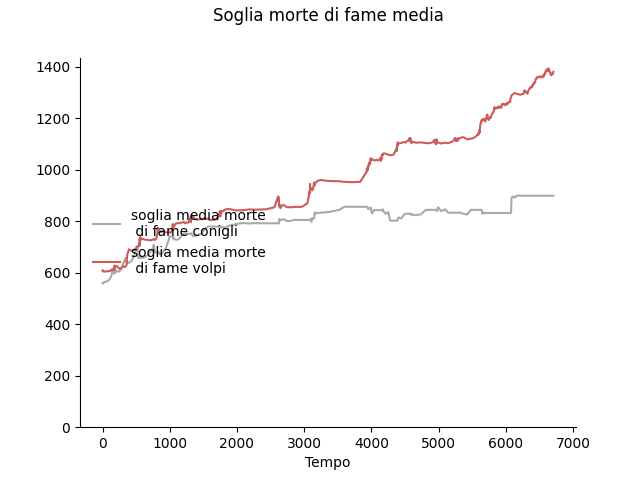 Soglia morte di fame media
1400
1200
1000
800
600
400
200
0
soglia media morte
di fame conigli
soglia media morte
di fame volpi
0 1000 2000 3000 4000 5000 6000 7000
Tempo